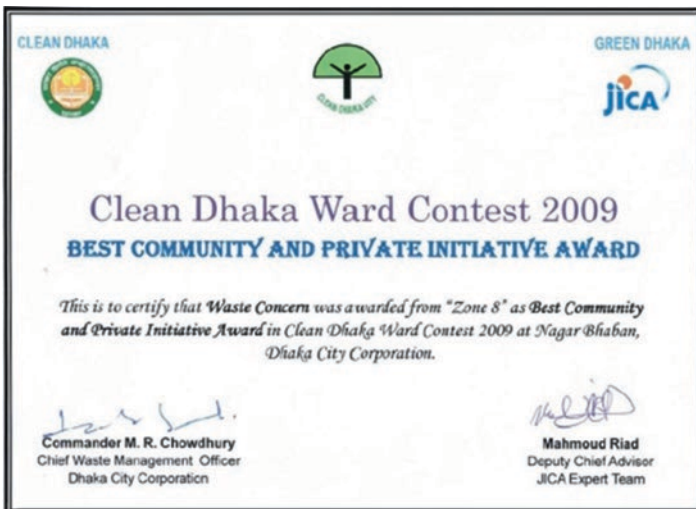 CLEAN DHAKA
GREEN DHAKA
CLEAN DHAKA CITY
jICA
Clean Dhaka Ward Contest 2009
BEST COMMUNITY AND PRIVATE INITIATIVE AWARD
This is to certify that Waste Concern was awarded from "Zone 8" as Best Community
and Private Initiative Award in Clean Dhaka Ward Contest 2009 at Nagar Bhaban,
Dhaka City Corporation.
Commander M. R. Chowdhury
Chief Waste Management Officer
Dhaka City Corporation
Mahmoud Riad
Deputy Chief Advisor
JICA Expert Team